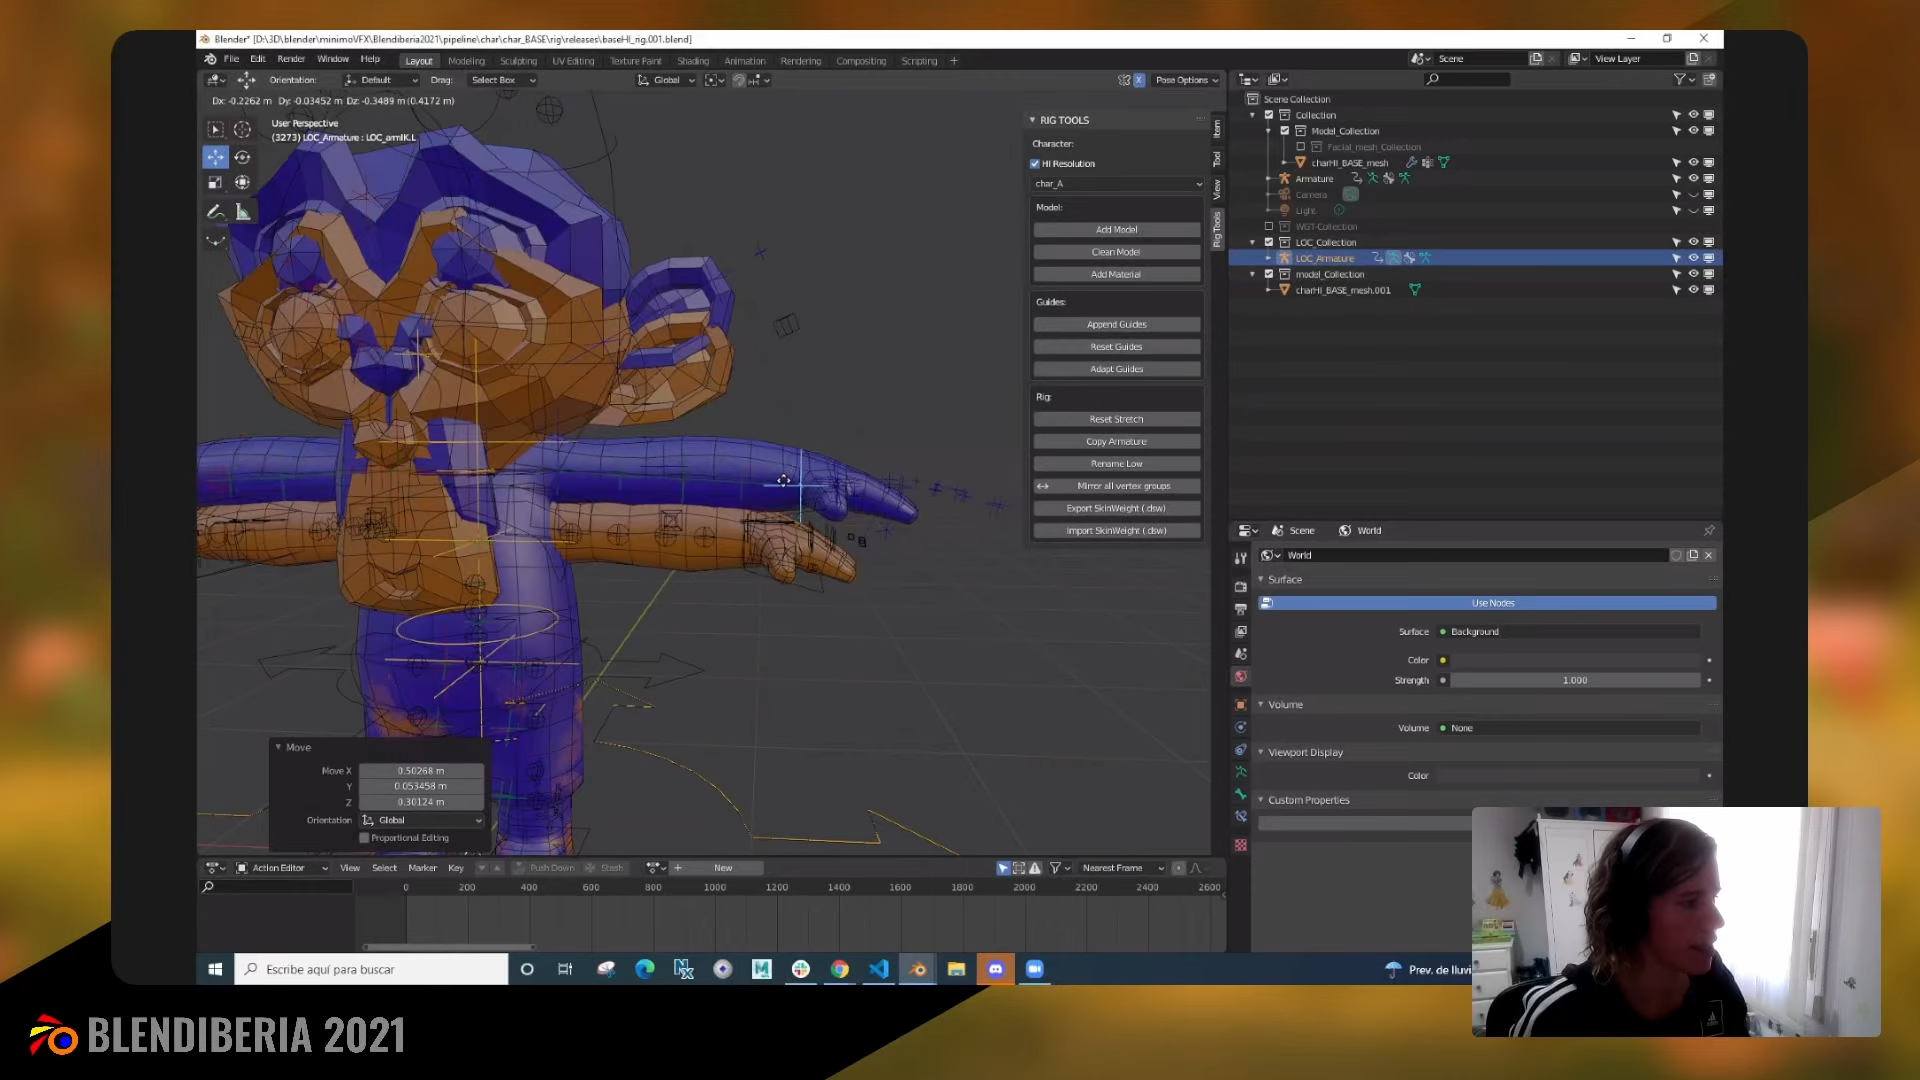 Blender* [D:\3D\blender\minimoVFX\Blendiberia2021\pipeline\char\char_BASE\rig\releases\baseHI_rig.001.blend]
File Edit Render Window Help Layout Modeling Sculpting UV Editing Texture Paint Shading Animation Rendering Compositing Scripting + Scene View Layer
Orientation: Default Drag: Select Box Global X Pose Options
Dx: -0.2262 m Dy: -0.03452 m Dz: -0.3489 m (0.4172 m)
User Perspective
(3273) LOC_Armature : LOC_armIK.L
RIG TOOLS
Character:
HI Resolution
char_A
Model:
Add Model
Clean Model
Add Material
Guides:
Append Guides
Reset Guides
Adapt Guides
Rig:
Reset Stretch
Copy Armature
Rename Low
Mirror all vertex groups
Export SkinWeight (.dsw)
Import SkinWeight (.dsw)
Item
Tool
View
Rig Tools
Scene Collection
Collection
Model_Collection
Facial_mesh_Collection
charHI_BASE_mesh
Armature
Camera
Light
WGT-Collection
LOC_Collection
LOC_Armature
model_Collection
charHI_BASE_mesh.001
Scene World
World
Surface
Use Nodes
Surface Background
Color
Strength 1.000
Volume
Volume None
Viewport Display
Color
Custom Properties
Move
Move X 0.50268 m
Y 0.053458 m
Z 0.30124 m
Orientation Global
Proportional Editing
Action Editor View Select Marker Key Push Down Stash + New Nearest Frame
0 200 400 600 800 1000 1200 1400 1600 1800 2000 2200 2400 2600
Escribe aquí para buscar
Prev. de lluvi
BLENDIBERIA 2021